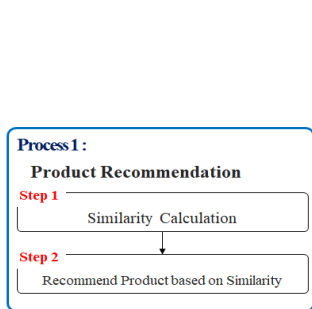 Process 1 :
Product Recommendation
Step 1
Similarity Calculation
Step 2
Recommend Product based on Similarity